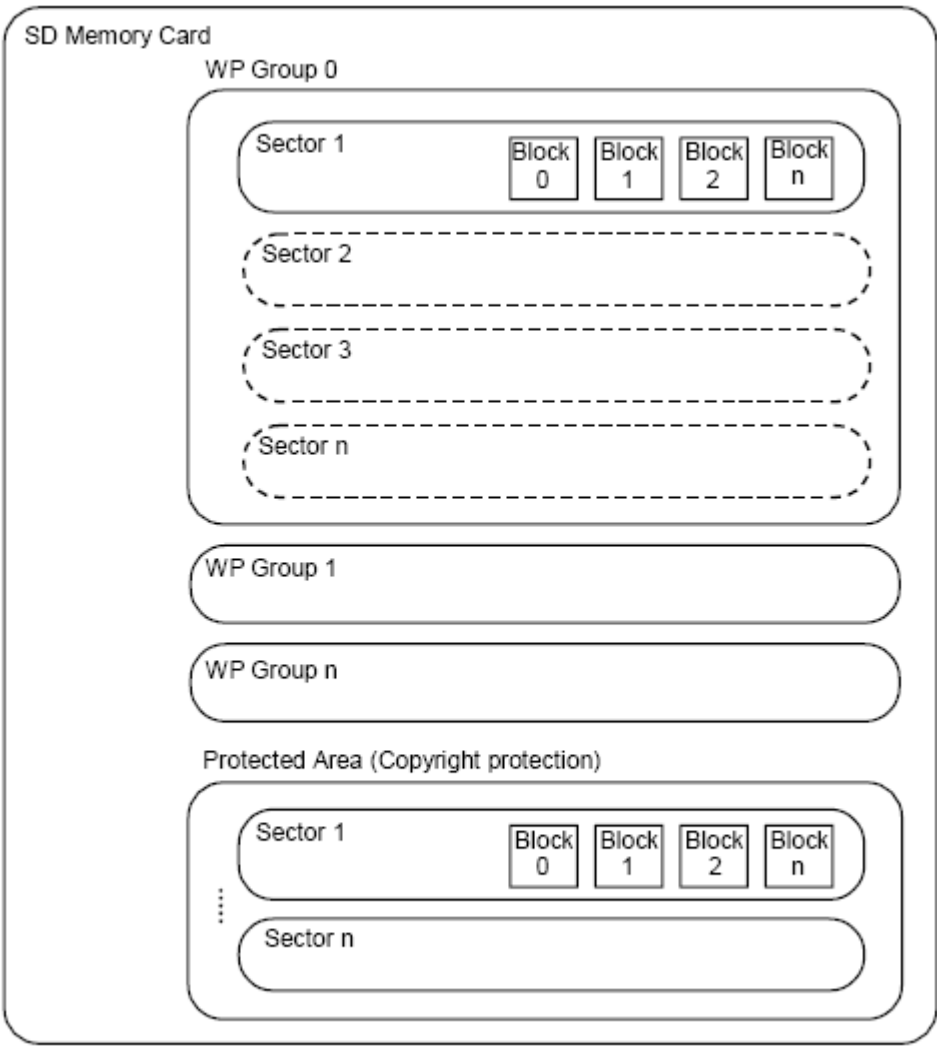 SD Memory Card
WP Group 0
Sector 1
Block 0
Block 1
Block 2
Block n
Sector 2
Sector 3
Sector n
WP Group 1
WP Group n
Protected Area (Copyright protection)
Sector 1
Block 0
Block 1
Block 2
Block n
Sector n